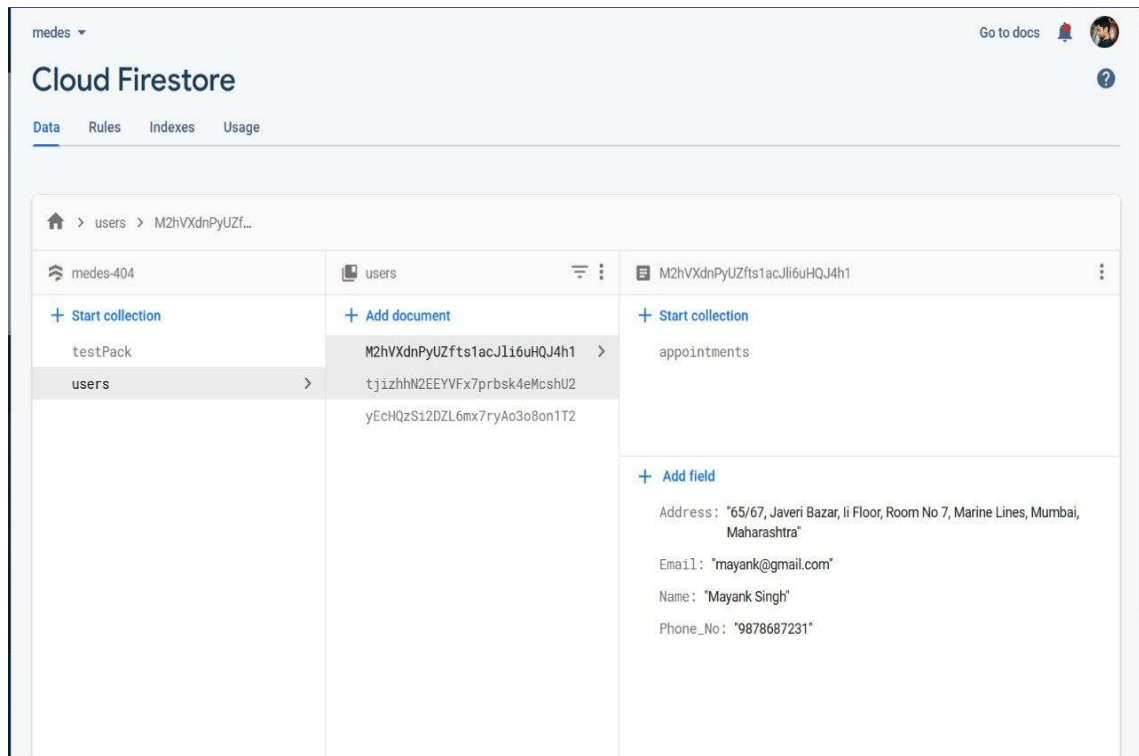 medes
Go to docs
Cloud Firestore
Data Rules Indexes Usage
users > M2hVXdnPyUZf...
medes-404
users
M2hVXdnPyUZfts1acJli6uHQJ4h1
+ Start collection
+ Add document
+ Start collection
testPack
M2hVXdnPyUZfts1acJli6uHQJ4h1
appointments
users
tjizhhN2EEYVFx7prbsk4eMcshU2
yEcHQzSi2DZL6mx7ryAo3o8on1T2
+ Add field
Address: "65/67, Javeri Bazar, Ii Floor, Room No 7, Marine Lines, Mumbai,
Maharashtra"
Email: "mayank@gmail.com"
Name: "Mayank Singh"
Phone_No: "9878687231"